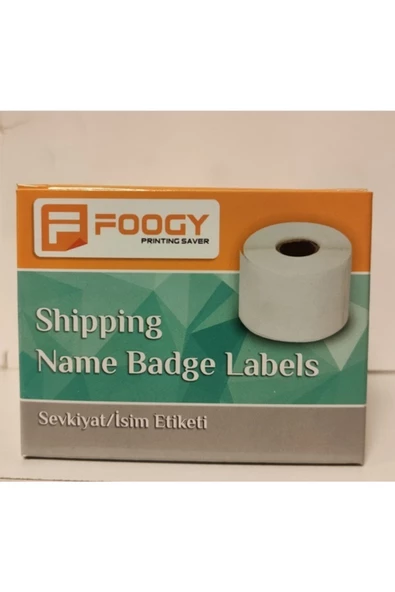 FOOGY
PRINTING SAVER
Shipping
Name Badge Labels
Sevkiyat/İsim Etiketi